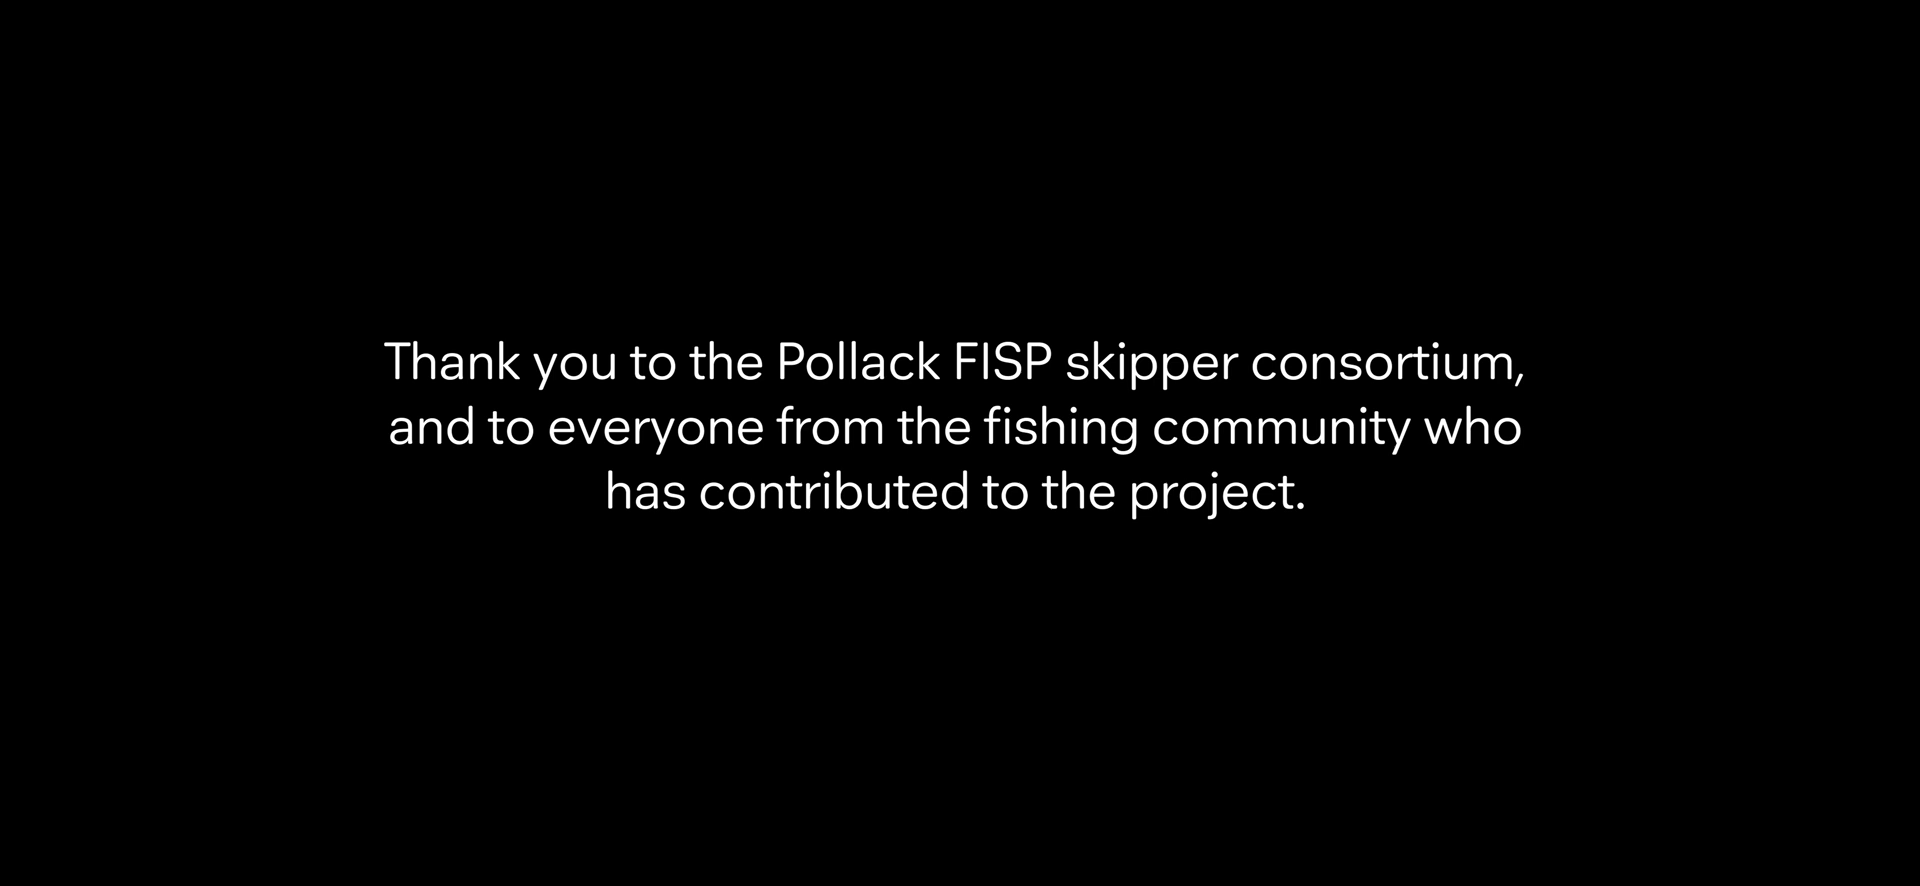 Thank you to the Pollack FISP skipper consortium,
and to everyone from the fishing community who
has contributed to the project.